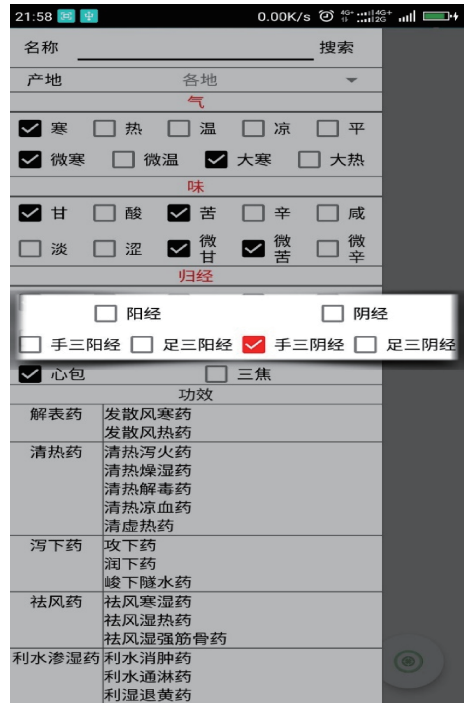 21:58 0.00K/s 4G+ 4G+ 2G
名称 搜索
产地 各地
气
寒 热 温 凉 平
微寒 微温 大寒 大热
味
甘 酸 苦 辛 咸
淡 涩 微甘 微苦 微辛
归经
阳经 阴经
手三阳经 足三阳经 手三阴经 足三阴经
心包 三焦
功效
解表药 发散风寒药
发散风热药
清热药 清热泻火药
清热燥湿药
清热解毒药
清热凉血药
清虚热药
泻下药 攻下药
润下药
峻下隧水药
祛风药 祛风寒湿药
祛风湿热药
祛风湿强筋骨药
利水渗湿药 利水消肿药
利水通淋药
利湿退黄药